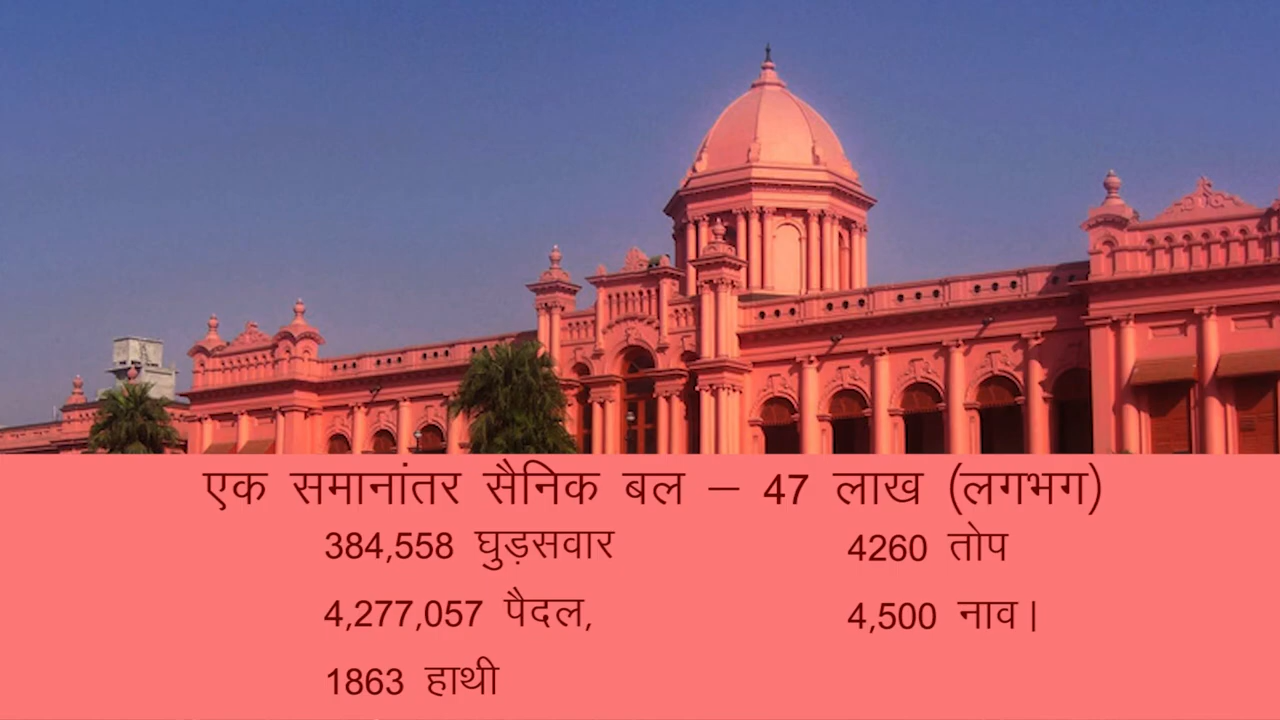 एक समानांतर सैनिक बल – 47 लाख (लगभग)
384,558 घुड़सवार
4,277,057 पैदल,
1863 हाथी
4260 तोप
4,500 नाव।